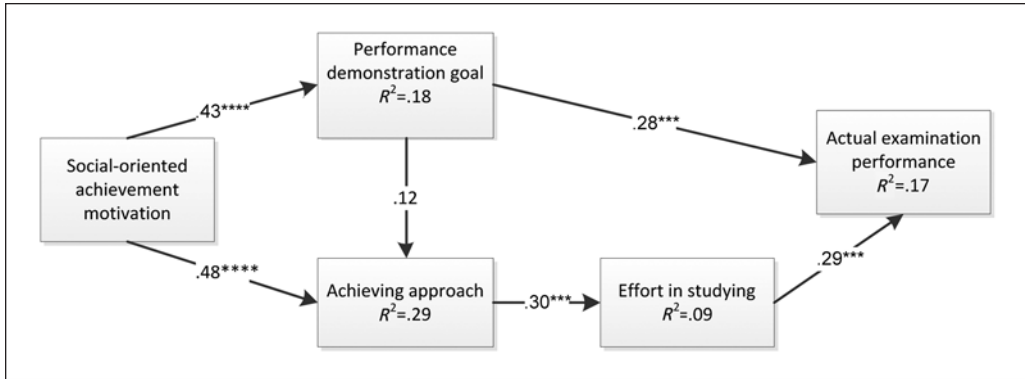 Performance
demonstration goal
R²=.18
.43****
.28***
Actual examination
performance
R²=.17
Social-oriented
achievement
motivation
.12
.48****
Achieving approach
R²=.29
.30***
Effort in studying
R²=.09
.29***